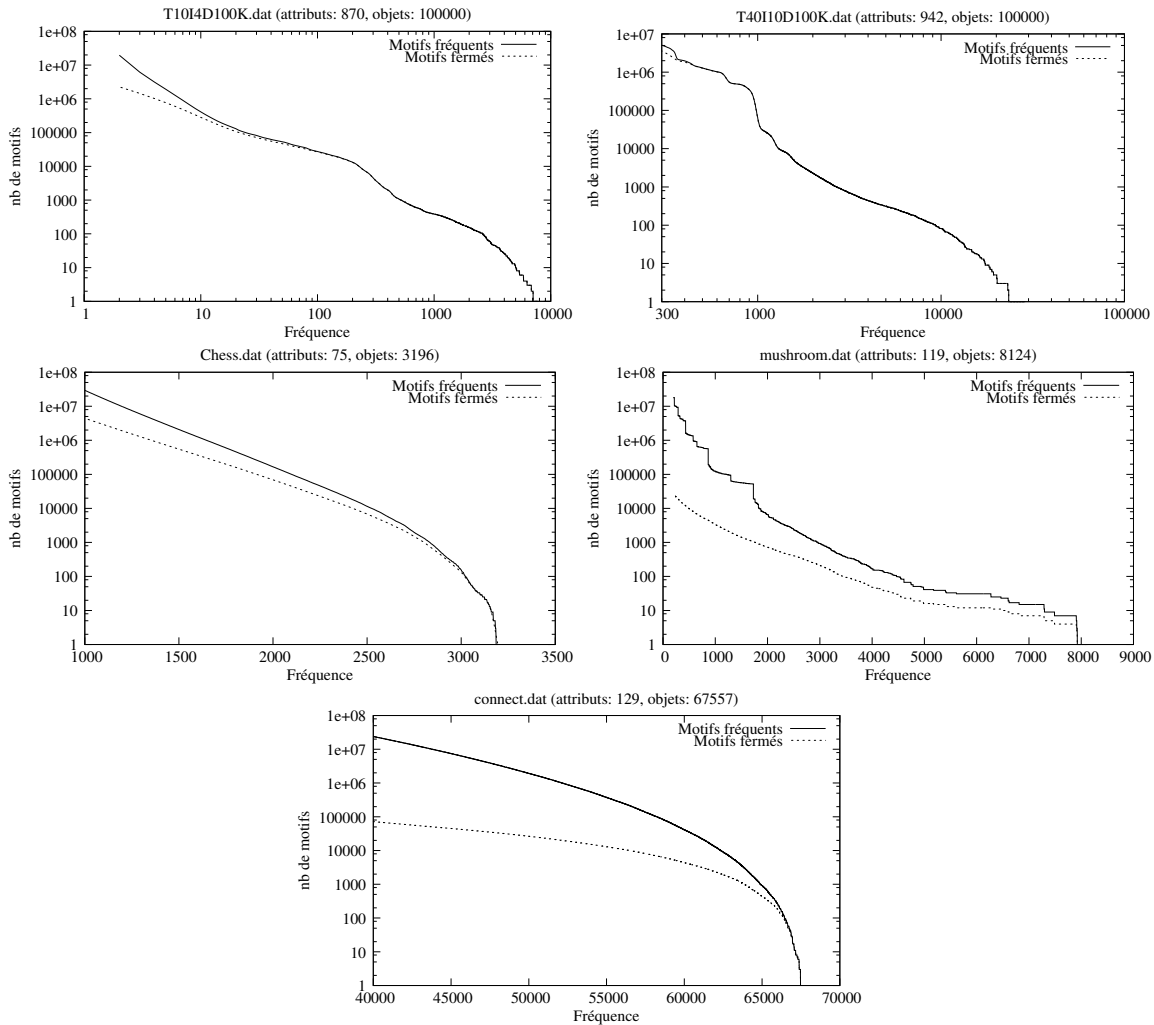 T10I4D100K.dat (attributs: 870, objets: 100000)
1e+08
1e+07
1e+06
100000
10000
1000
100
10
1
nb de motifs
Motifs fréquents
Motifs fermés
1 10 100 1000 10000
Fréquence
T40I10D100K.dat (attributs: 942, objets: 100000)
1e+07
1e+06
100000
10000
1000
100
10
1
nb de motifs
Motifs fréquents
Motifs fermés
300 1000 10000 100000
Fréquence
Chess.dat (attributs: 75, objets: 3196)
1e+08
1e+07
1e+06
100000
10000
1000
100
10
1
nb de motifs
Motifs fréquents
Motifs fermés
1000 1500 2000 2500 3000 3500
Fréquence
mushroom.dat (attributs: 119, objets: 8124)
1e+08
1e+07
1e+06
100000
10000
1000
100
10
1
nb de motifs
Motifs fréquents
Motifs fermés
0 1000 2000 3000 4000 5000 6000 7000 8000 9000
Fréquence
connect.dat (attributs: 129, objets: 67557)
1e+08
1e+07
1e+06
100000
10000
1000
100
10
1
nb de motifs
Motifs fréquents
Motifs fermés
40000 45000 50000 55000 60000 65000 70000
Fréquence